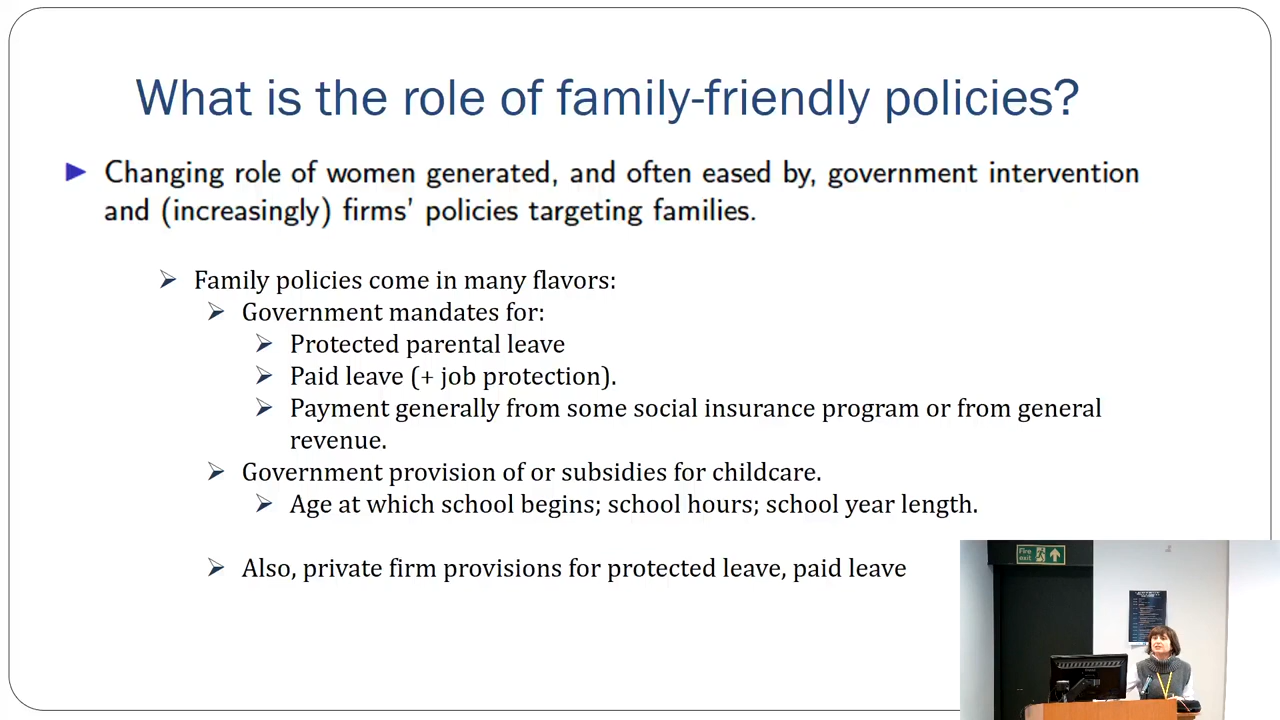 What is the role of family-friendly policies?
Changing role of women generated, and often eased by, government intervention
and (increasingly) firms' policies targeting families.
Family policies come in many flavors:
Government mandates for:
Protected parental leave
Paid leave (+ job protection).
Payment generally from some social insurance program or from general
revenue.
Government provision of or subsidies for childcare.
Age at which school begins; school hours; school year length.
Also, private firm provisions for protected leave, paid leave
Fire
exit